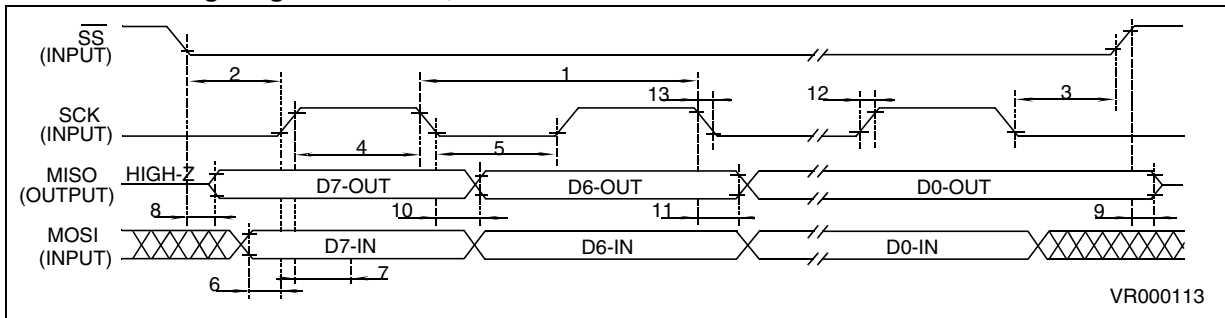 SS
(INPUT)
2
1
13
12
3
SCK
(INPUT)
4
5
MISO
(OUTPUT)
HIGH-Z
D7-OUT
D6-OUT
D0-OUT
8
10
11
9
MOSI
(INPUT)
D7-IN
D6-IN
D0-IN
6
7
VR000113